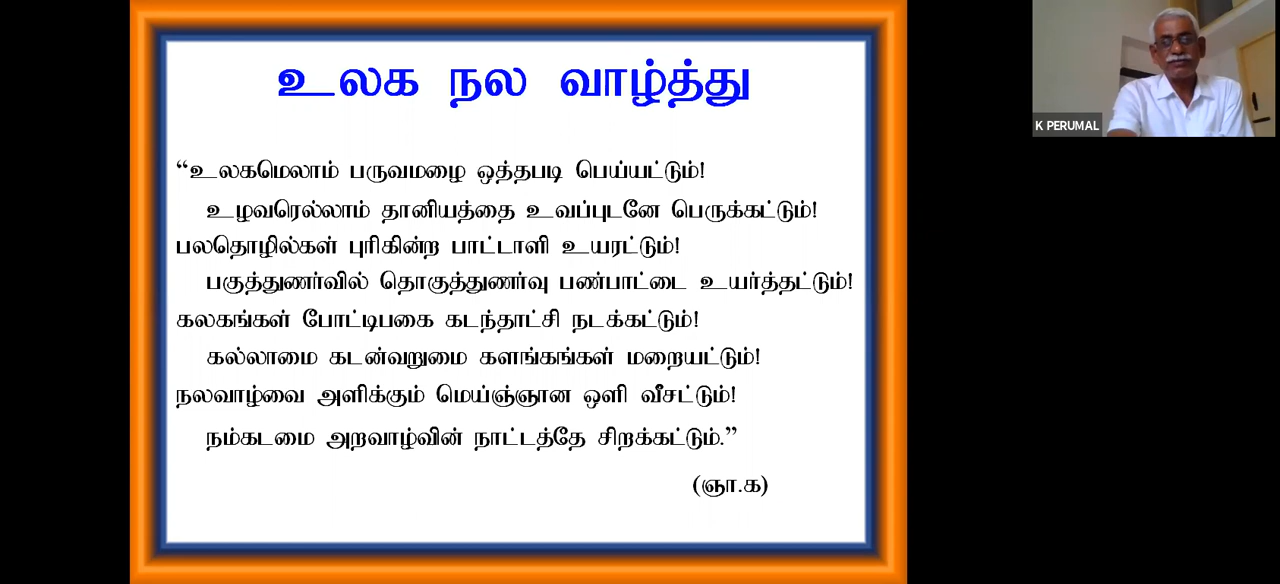 உலக நல வாழ்த்து
“உலகமெலாம் பருவமழை ஒத்தபடி பெய்யட்டும்!
உழவரெல்லாம் தானியத்தை உவப்புடனே பெருக்கட்டும்!
பலதொழில்கள் புரிகின்ற பாட்டாளி உயரட்டும்!
பகுத்துணர்வில் தொகுத்துணர்வு பண்பாட்டை உயர்த்தட்டும்!
கலகங்கள் போட்டிபகை கடந்தாட்சி நடக்கட்டும்!
கல்லாமை கடன்வறுமை களங்கங்கள் மறையட்டும்!
நலவாழ்வை அளிக்கும் மெய்ஞ்ஞான ஒளி வீசட்டும்!
நம்கடமை அறவாழ்வின் நாட்டத்தே சிறக்கட்டும்.”
(ஞா.க)
K PERUMAL